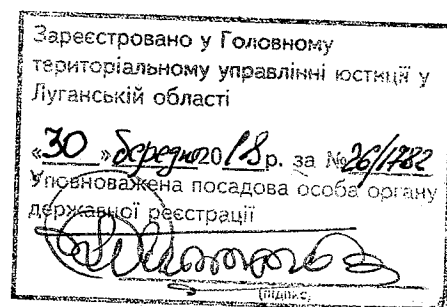 Зареєстровано у Головному
територіальному управлінні юстиції у
Луганській області
«30» березня 2018р. за №26/1782
Уповноважена посадова особа органу
державної реєстрації
(підпис)